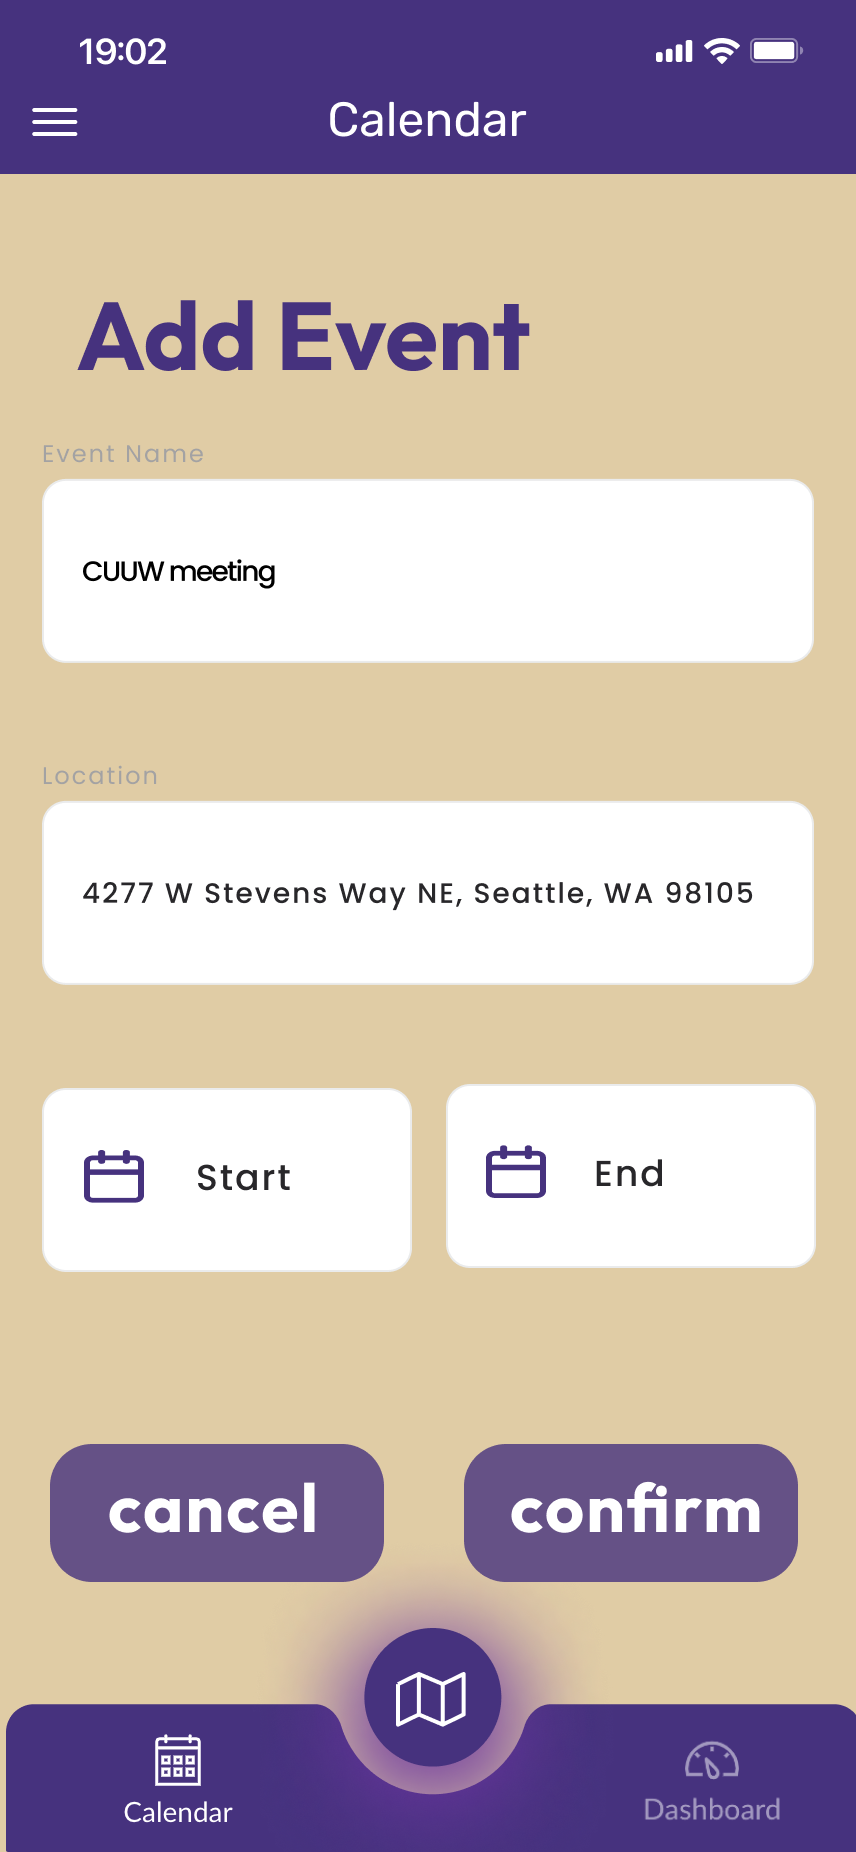 19:02
Calendar
Add Event
Event Name
CUUW meeting
Location
4277 W Stevens Way NE, Seattle, WA 98105
Start
End
cancel
confirm
Calendar
Dashboard